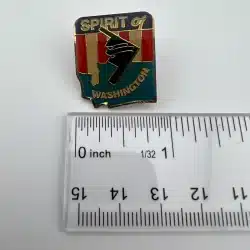 SPIRIT of
WASHINGTON
0 inch 1/32 1
15 14 13 12 11